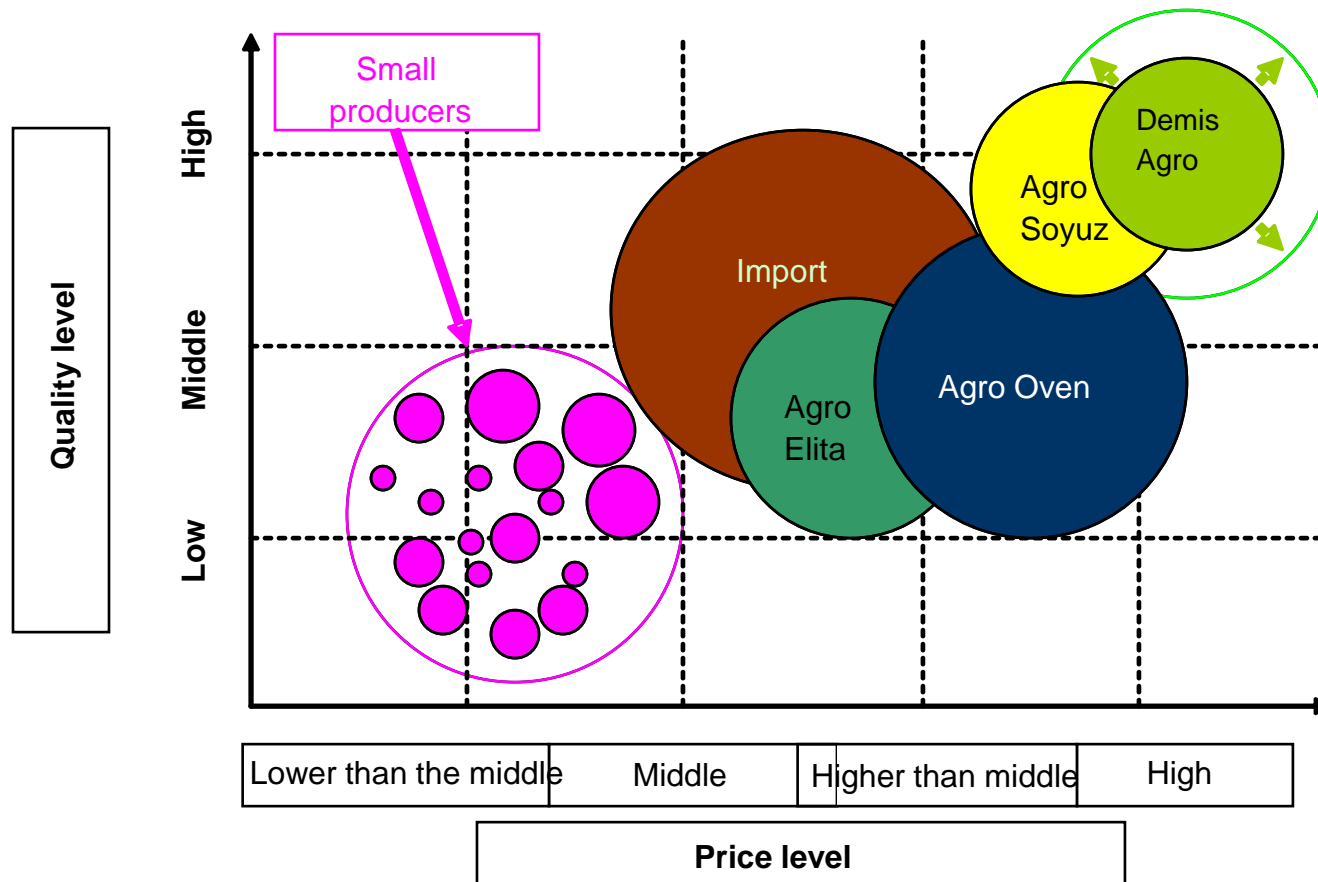 Small
producers
Demis
Agro
Agro
Soyuz
Import
Agro Oven
Agro
Elita
Quality level
High
Middle
Low
Lower than the middle
Middle
Higher than middle
High
Price level